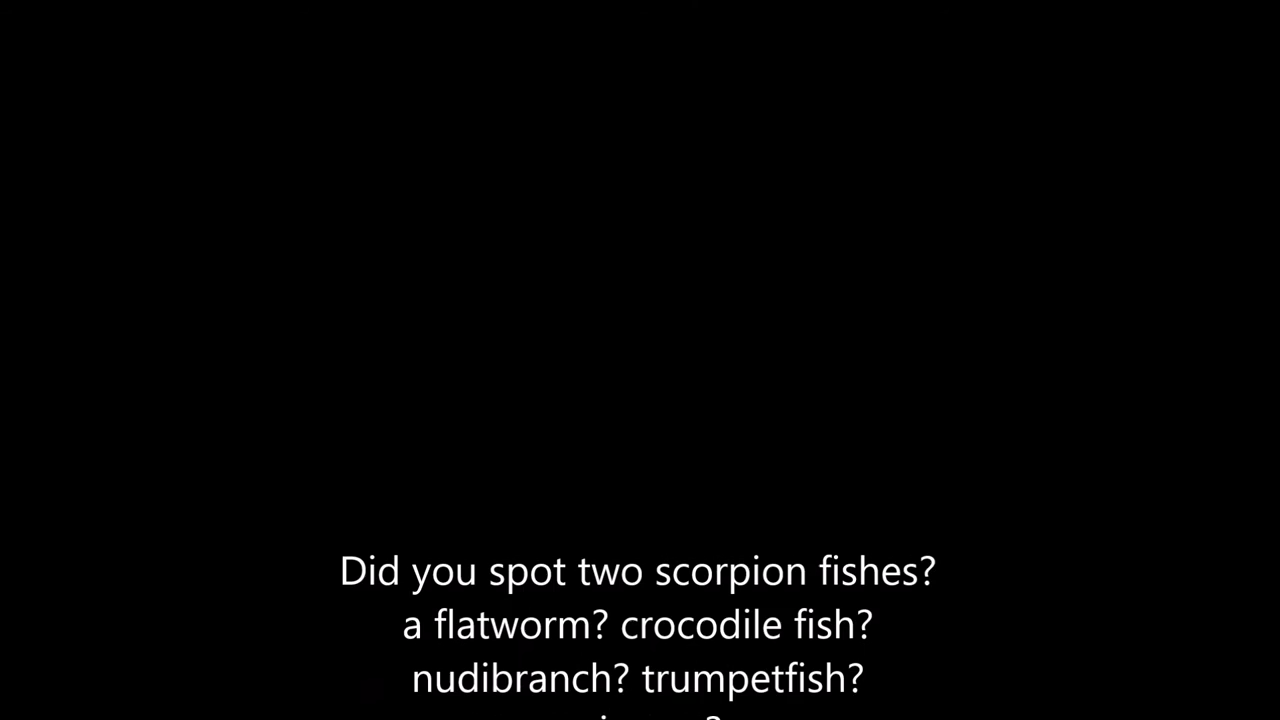 Did you spot two scorpion fishes?
a flatworm? crocodile fish?
nudibranch? trumpetfish?